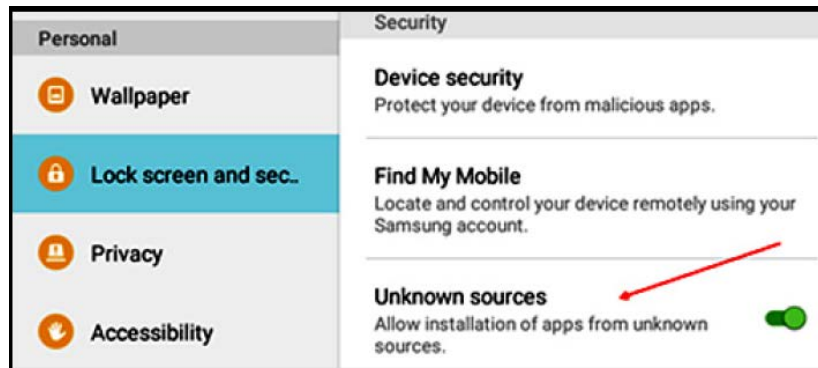 Personal
Wallpaper
Lock screen and sec..
Privacy
Accessibility
Security
Device security
Protect your device from malicious apps.
Find My Mobile
Locate and control your device remotely using your
Samsung account.
Unknown sources
Allow installation of apps from unknown
sources.